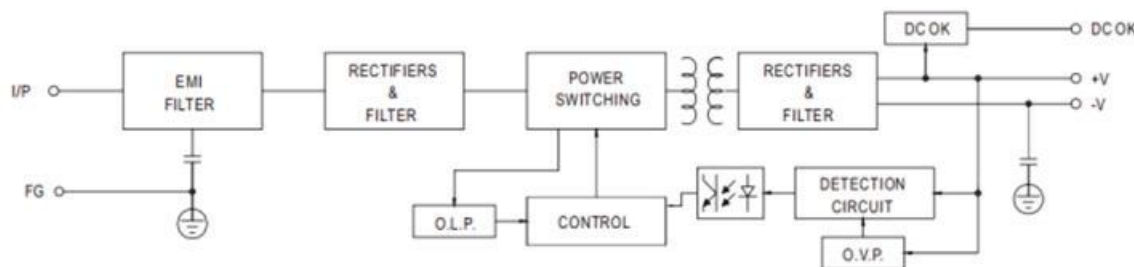 DC OK
DC OK
I/P
EMI
FILTER
RECTIFIERS
&
FILTER
POWER
SWITCHING
RECTIFIERS
&
FILTER
+V
-V
FG
O.L.P.
CONTROL
DETECTION
CIRCUIT
O.V.P.